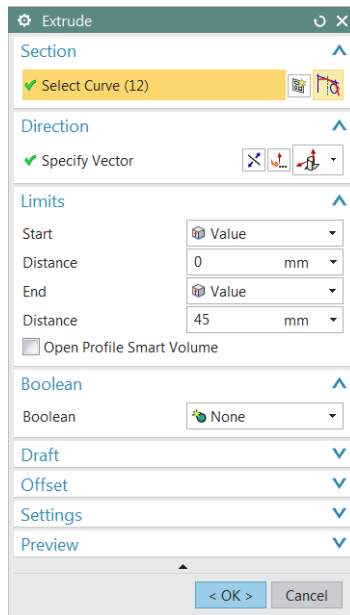 Extrude
Section
Select Curve (12)
Direction
Specify Vector
Limits
Start Value
Distance 0 mm
End Value
Distance 45 mm
Open Profile Smart Volume
Boolean
Boolean None
Draft
Offset
Settings
Preview
< OK > Cancel